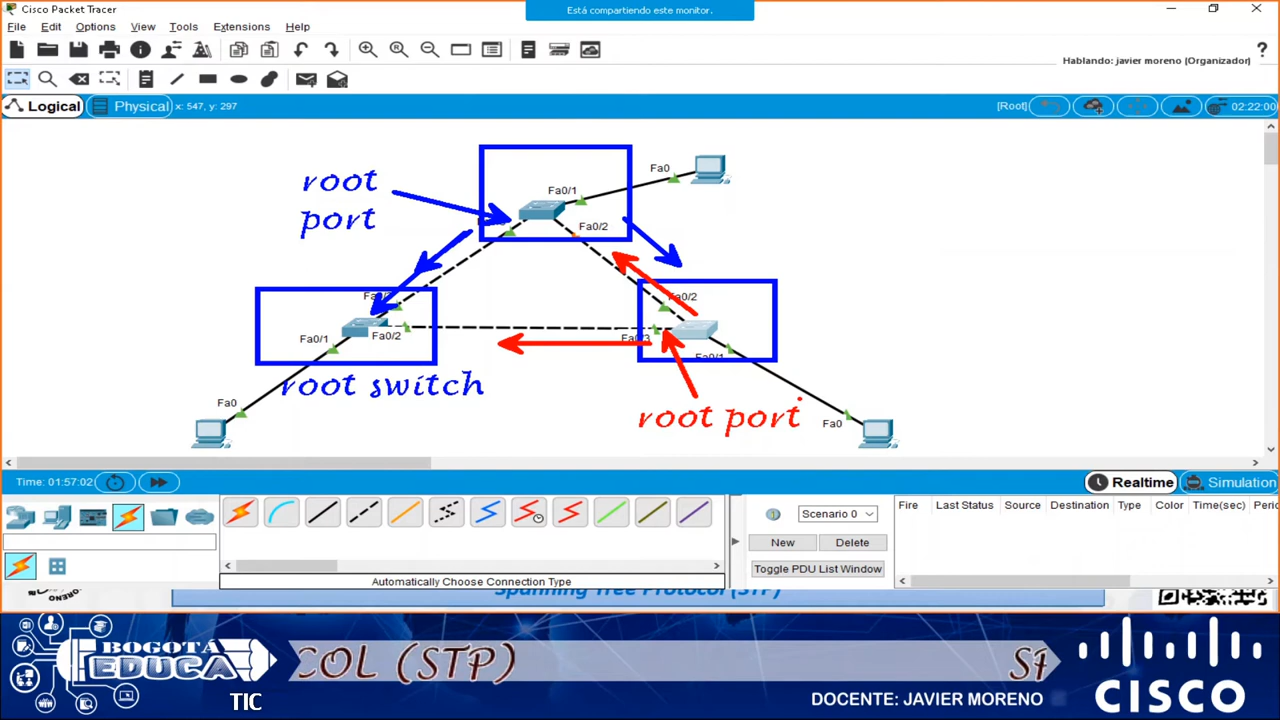 Cisco Packet Tracer
Está compartiendo este monitor.
File Edit Options View Tools Extensions Help
Hablando: javier moreno (Organizador)
Logical Physical x: 547, y: 297 [Root] 02:22:00
root
port
Fa0/1
Fa0
Fa0/2
Fa0/2
Fa0/1
Fa0/2
Fa0/1
root switch
Fa0
root port
Fa0
Time: 01:57:02 Realtime Simulation
Scenario 0
New Delete
Toggle PDU List Window
Fire Last Status Source Destination Type Color Time(sec) Perio
Automatically Choose Connection Type
Spanning Tree Protocol (STP)
BOGOTÁ
EDUCA
TIC
COL (STP)
DOCENTE: JAVIER MORENO
CISCO